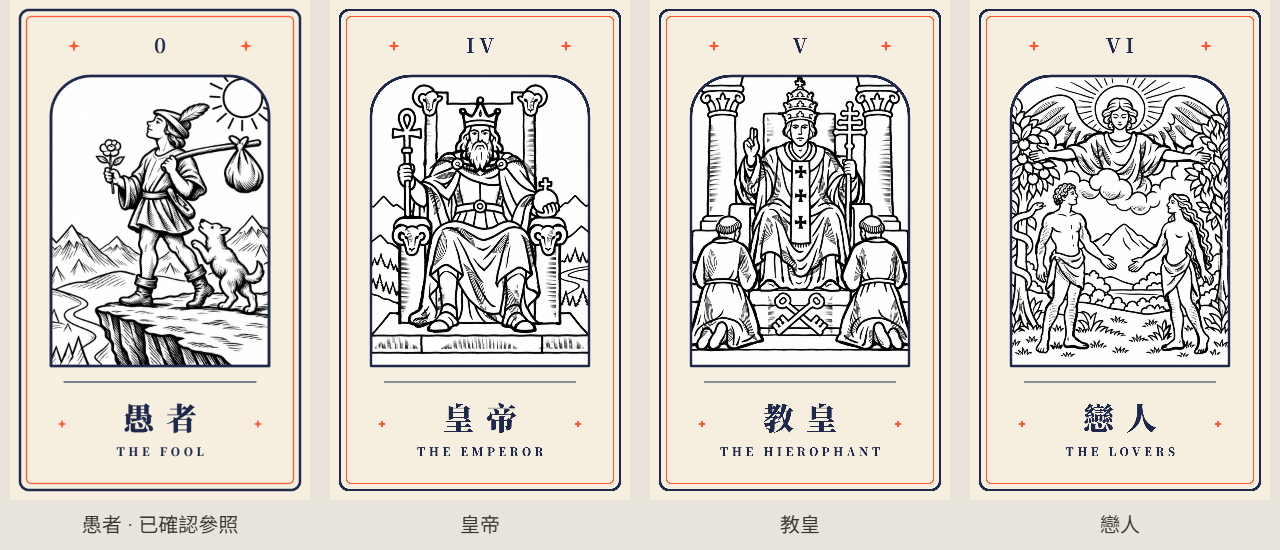 0
愚者
THE FOOL
愚者 · 已確認參照
IV
皇帝
THE EMPEROR
皇帝
V
教皇
THE HIEROPHANT
教皇
VI
戀人
THE LOVERS
戀人